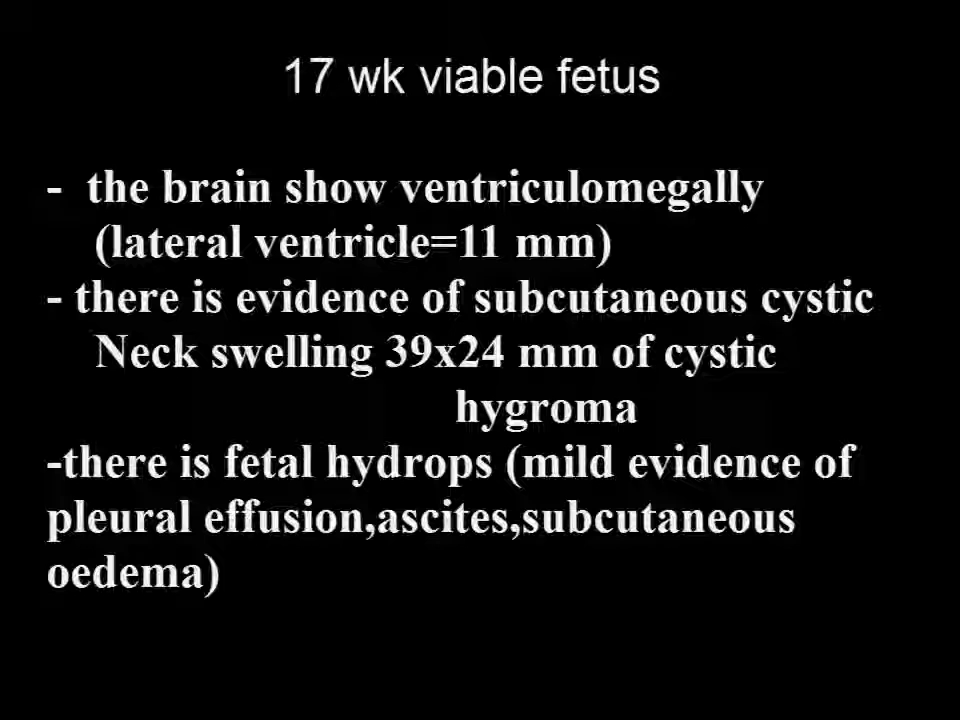 17 wk viable fetus
- the brain show ventriculomegally
(lateral ventricle=11 mm)
- there is evidence of subcutaneous cystic
Neck swelling 39x24 mm of cystic
hygroma
-there is fetal hydrops (mild evidence of
pleural effusion,ascites,subcutaneous
oedema)